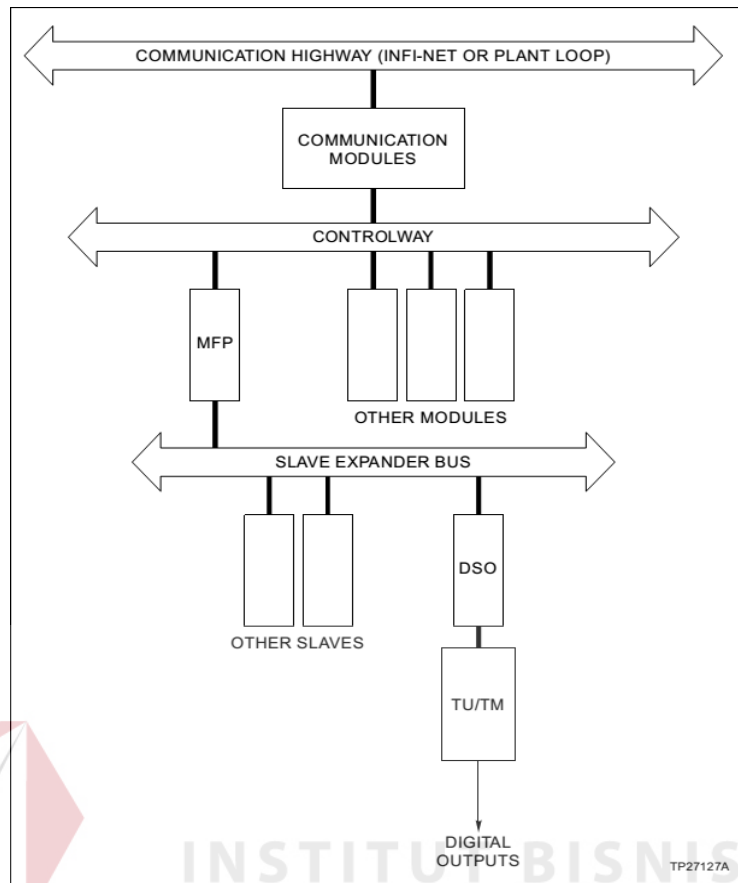 COMMUNICATION HIGHWAY (INFI-NET OR PLANT LOOP)
COMMUNICATION
MODULES
CONTROLWAY
MFP
OTHER MODULES
SLAVE EXPANDER BUS
DSO
OTHER SLAVES
TU/TM
DIGITAL
OUTPUTS
INSTITUT BISNIS
TP27127A